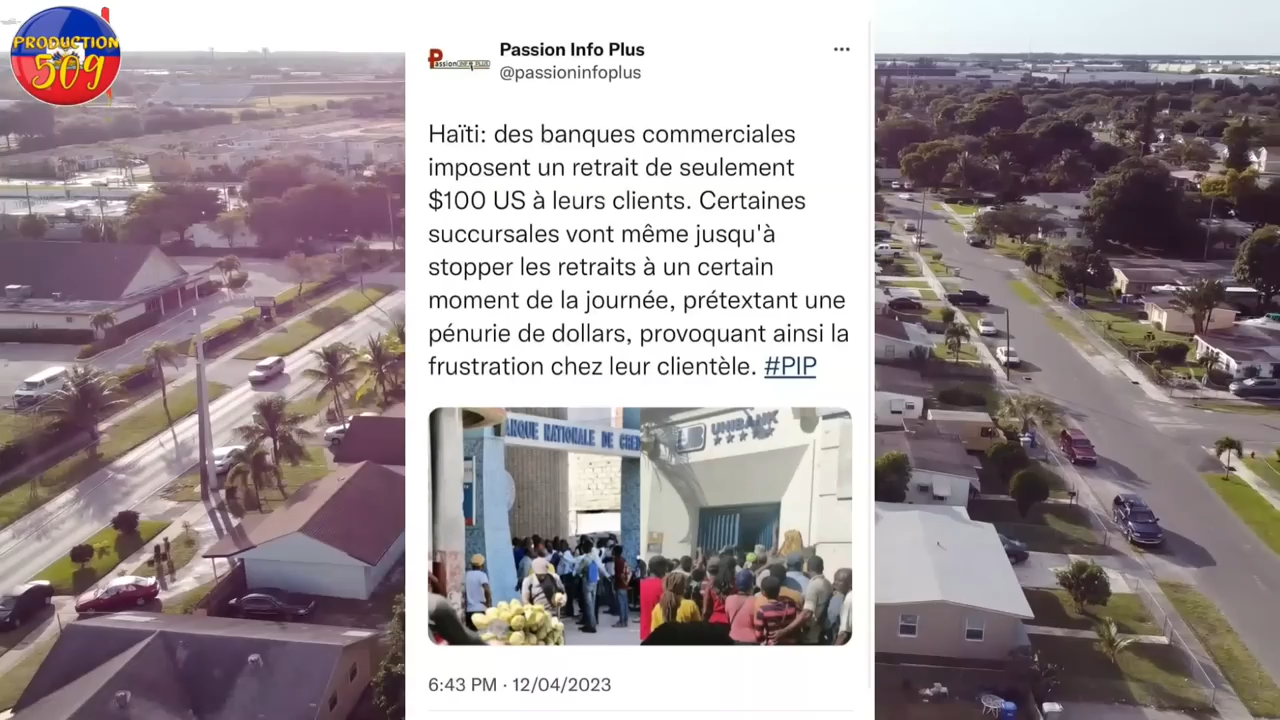 PRODUCTION
509
Passion Info Plus
Passion INFO PLUS
@passioninfoplus
Haïti: des banques commerciales
imposent un retrait de seulement
$100 US à leurs clients. Certaines
succursales vont même jusqu'à
stopper les retraits à un certain
moment de la journée, prétextant une
pénurie de dollars, provoquant ainsi la
frustration chez leur clientèle. #PIP
ANQUE NATIONALE DE CRE
UNIBANK
6:43 PM · 12/04/2023